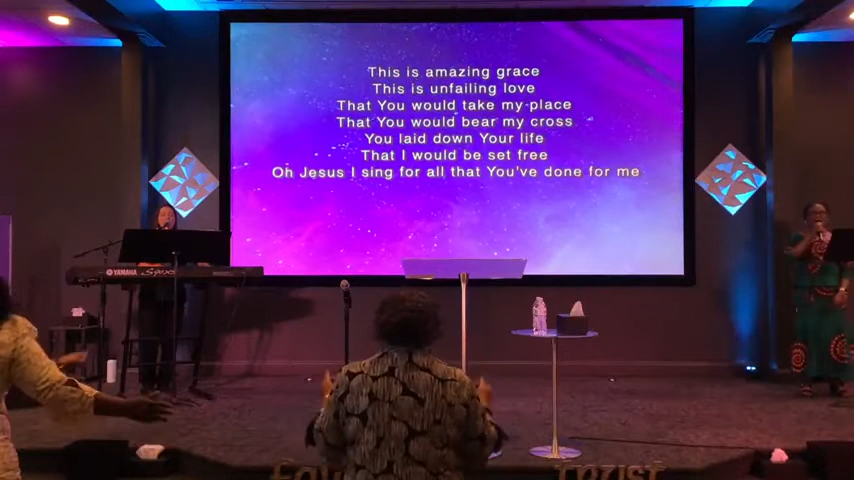 This is amazing grace
This is unfailing love
That You would take my place
That You would bear my cross
You laid down Your life
That I would be set free
Oh Jesus I sing for all that You've done for me
YAMAHA
Christ